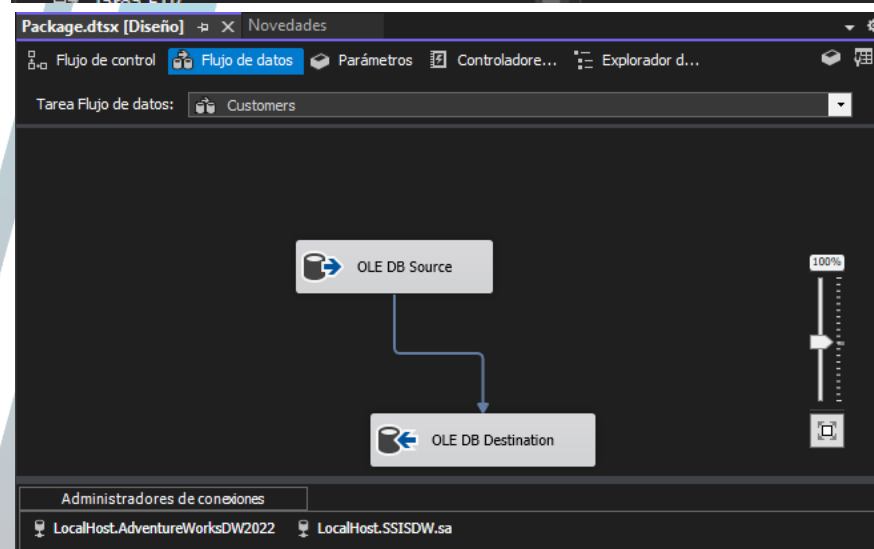 Package.dtsx [Diseño] Novedades
Flujo de control Flujo de datos Parámetros Controladore... Explorador d...
Tarea Flujo de datos: Customers
OLE DB Source
100%
OLE DB Destination
Administradores de conexiones
LocalHost.AdventureWorksDW2022 LocalHost.SSISDW.sa